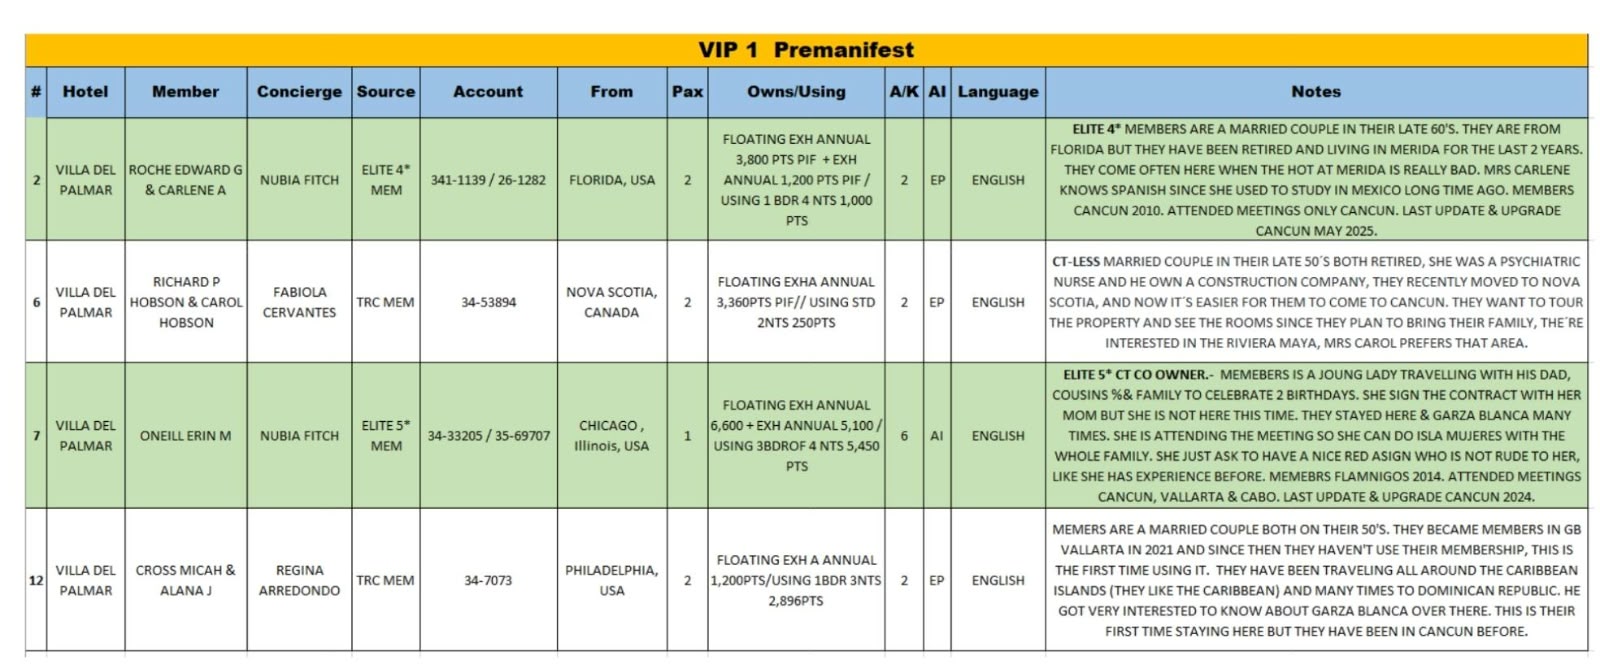 VIP 1 Premanifest
# Hotel Member Concierge Source Account From Pax Owns/Using A/K AI Language Notes
2
VILLA DEL
PALMAR
ROCHE EDWARD G
& CARLENE A
NUBIA FITCH
ELITE 4*
MEM
341-1139 / 26-1282
FLORIDA, USA
2
FLOATING EXH ANNUAL
3,800 PTS PIF + EXH
ANNUAL 1,200 PTS PIF /
USING 1 BDR 4 NTS 1,000
PTS
2
EP
ENGLISH
ELITE 4* MEMBERS ARE A MARRIED COUPLE IN THEIR LATE 60'S. THEY ARE FROM
FLORIDA BUT THEY HAVE BEEN RETIRED AND LIVING IN MERIDA FOR THE LAST 2 YEARS.
THEY COME OFTEN HERE WHEN THE HOT AT MERIDA IS REALLY BAD. MRS CARLENE
KNOWS SPANISH SINCE SHE USED TO STUDY IN MEXICO LONG TIME AGO. MEMBERS
CANCUN 2010. ATTENDED MEETINGS ONLY CANCUN. LAST UPDATE & UPGRADE
CANCUN MAY 2025.
6
VILLA DEL
PALMAR
RICHARD P
HOBSON & CAROL
HOBSON
FABIOLA
CERVANTES
TRC MEM
34-53894
NOVA SCOTIA,
CANADA
2
FLOATING EXHA ANNUAL
3,360PTS PIF// USING STD
2NTS 250PTS
2
EP
ENGLISH
CT-LESS MARRIED COUPLE IN THEIR LATE 50´S BOTH RETIRED, SHE WAS A PSYCHIATRIC
NURSE AND HE OWN A CONSTRUCTION COMPANY, THEY RECENTLY MOVED TO NOVA
SCOTIA, AND NOW IT´S EASIER FOR THEM TO COME TO CANCUN. THEY WANT TO TOUR
THE PROPERTY AND SEE THE ROOMS SINCE THEY PLAN TO BRING THEIR FAMILY, THE´RE
INTERESTED IN THE RIVIERA MAYA, MRS CAROL PREFERS THAT AREA.
7
VILLA DEL
PALMAR
ONEILL ERIN M
NUBIA FITCH
ELITE 5*
MEM
34-33205 / 35-69707
CHICAGO ,
Illinois, USA
1
FLOATING EXH ANNUAL
6,600 + EXH ANNUAL 5,100 /
USING 3BDROF 4 NTS 5,450
PTS
6
AI
ENGLISH
ELITE 5* CT CO OWNER.- MEMEBERS IS A JOUNG LADY TRAVELLING WITH HIS DAD,
COUSINS %& FAMILY TO CELEBRATE 2 BIRTHDAYS. SHE SIGN THE CONTRACT WITH HER
MOM BUT SHE IS NOT HERE THIS TIME. THEY STAYED HERE & GARZA BLANCA MANY
TIMES. SHE IS ATTENDING THE MEETING SO SHE CAN DO ISLA MUJERES WITH THE
WHOLE FAMILY. SHE JUST ASK TO HAVE A NICE RED ASIGN WHO IS NOT RUDE TO HER,
LIKE SHE HAS EXPERIENCE BEFORE. MEMEBRS FLAMNIGOS 2014. ATTENDED MEETINGS
CANCUN, VALLARTA & CABO. LAST UPDATE & UPGRADE CANCUN 2024.
12
VILLA DEL
PALMAR
CROSS MICAH &
ALANA J
REGINA
ARREDONDO
TRC MEM
34-7073
PHILADELPHIA,
USA
2
FLOATING EXH A ANNUAL
1,200PTS/USING 1BDR 3NTS
2,896PTS
2
EP
ENGLISH
MEMERS ARE A MARRIED COUPLE BOTH ON THEIR 50'S. THEY BECAME MEMBERS IN GB
VALLARTA IN 2021 AND SINCE THEN THEY HAVEN'T USE THEIR MEMBERSHIP, THIS IS
THE FIRST TIME USING IT. THEY HAVE BEEN TRAVELING ALL AROUND THE CARIBBEAN
ISLANDS (THEY LIKE THE CARIBBEAN) AND MANY TIMES TO DOMINICAN REPUBLIC. HE
GOT VERY INTERESTED TO KNOW ABOUT GARZA BLANCA OVER THERE. THIS IS THEIR
FIRST TIME STAYING HERE BUT THEY HAVE BEEN IN CANCUN BEFORE.